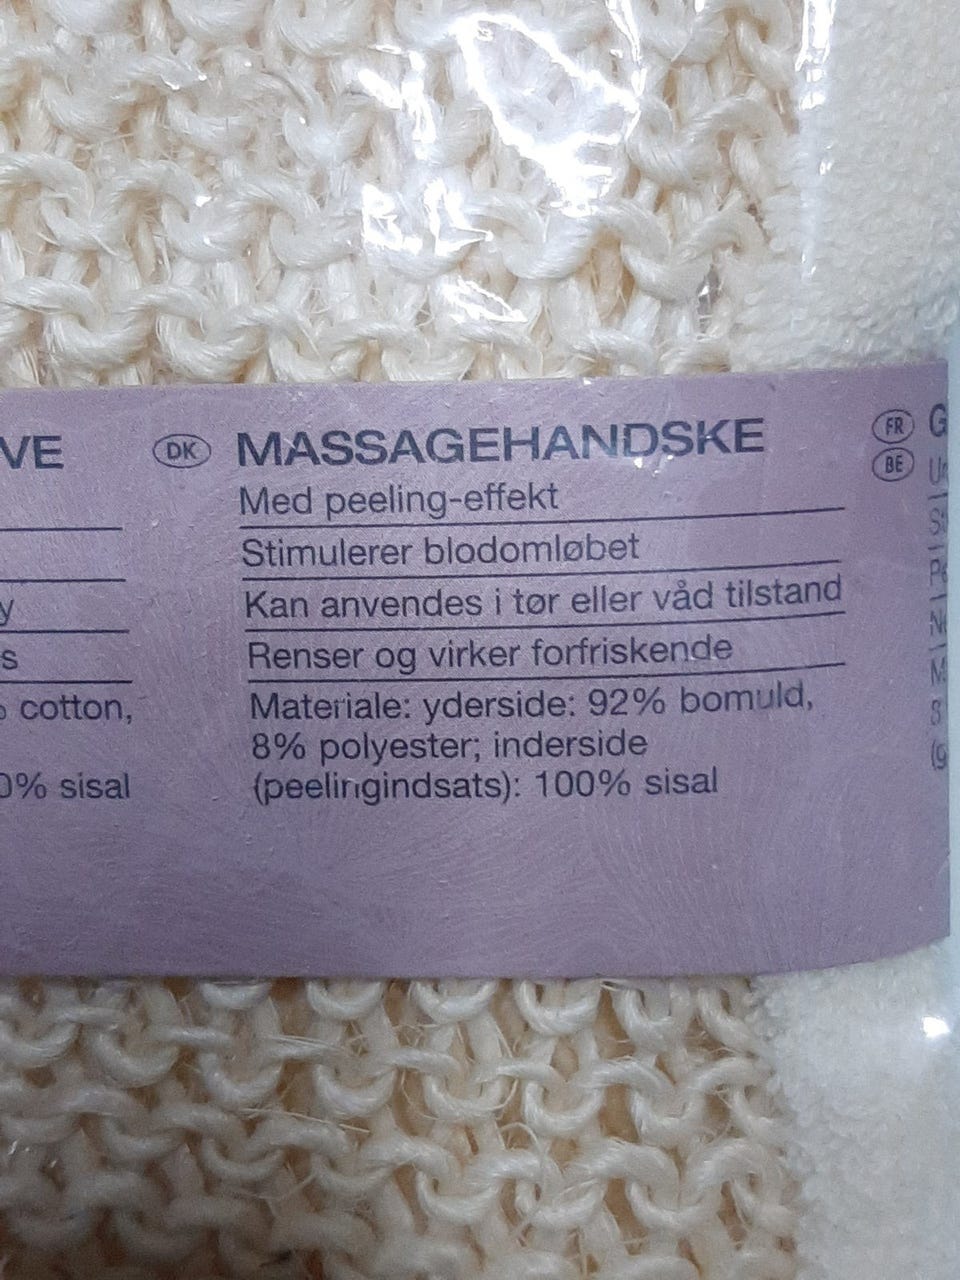 VE
y
s
cotton,
0% sisal
DK MASSAGEHANDSKE
Med peeling-effekt
Stimulerer blodomløbet
Kan anvendes i tør eller våd tilstand
Renser og virker forfriskende
Materiale: yderside: 92% bomuld,
8% polyester; inderside
(peelingindsats): 100% sisal
FR G
BE